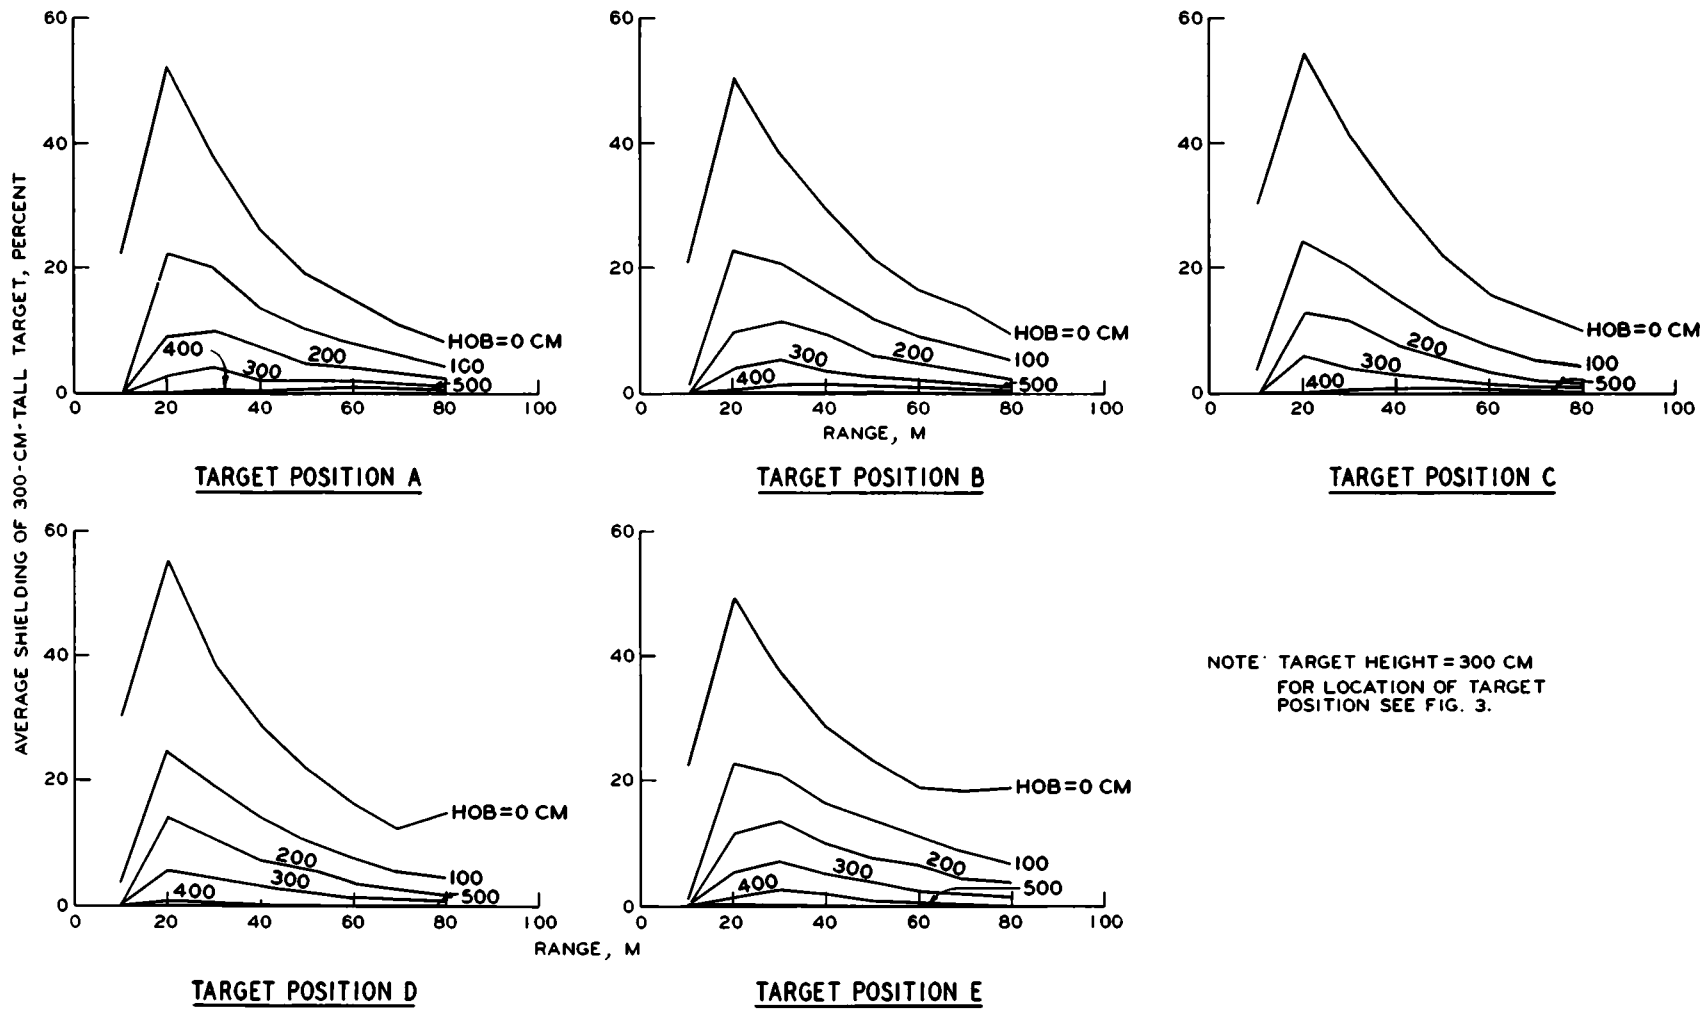 AVERAGE SHIELDING OF 300-CM-TALL TARGET, PERCENT
60
40
20
0
400
300
200
HOB=0 CM
100
500
0 20 40 60 80 100
TARGET POSITION A
60
40
20
0
400
300
200
HOB=0 CM
100
500
0 20 40 60 80 100
RANGE, M
TARGET POSITION B
60
40
20
0
400
300
200
HOB=0 CM
100
500
0 20 40 60 80 100
TARGET POSITION C
60
40
20
0
400
300
200
HOB=0 CM
100
500
0 20 40 60 80 100
RANGE, M
TARGET POSITION D
60
40
20
0
400
300
200
HOB=0 CM
100
500
0 20 40 60 80 100
TARGET POSITION E
NOTE: TARGET HEIGHT=300 CM
FOR LOCATION OF TARGET
POSITION SEE FIG. 3.